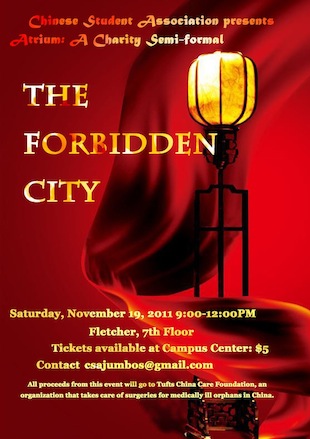 Chinese Student Association presents
Atrium: A Charity Semi-formal
THE
FORBIDDEN
CITY
Saturday, November 19, 2011 9:00-12:00PM
Fletcher, 7th Floor
Tickets available at Campus Center: $5
Contact csajumbos@gmail.com
All proceeds from this event will go to Tufts China Care Foundation, an
organization that takes care of surgeries for medically ill orphans in China.